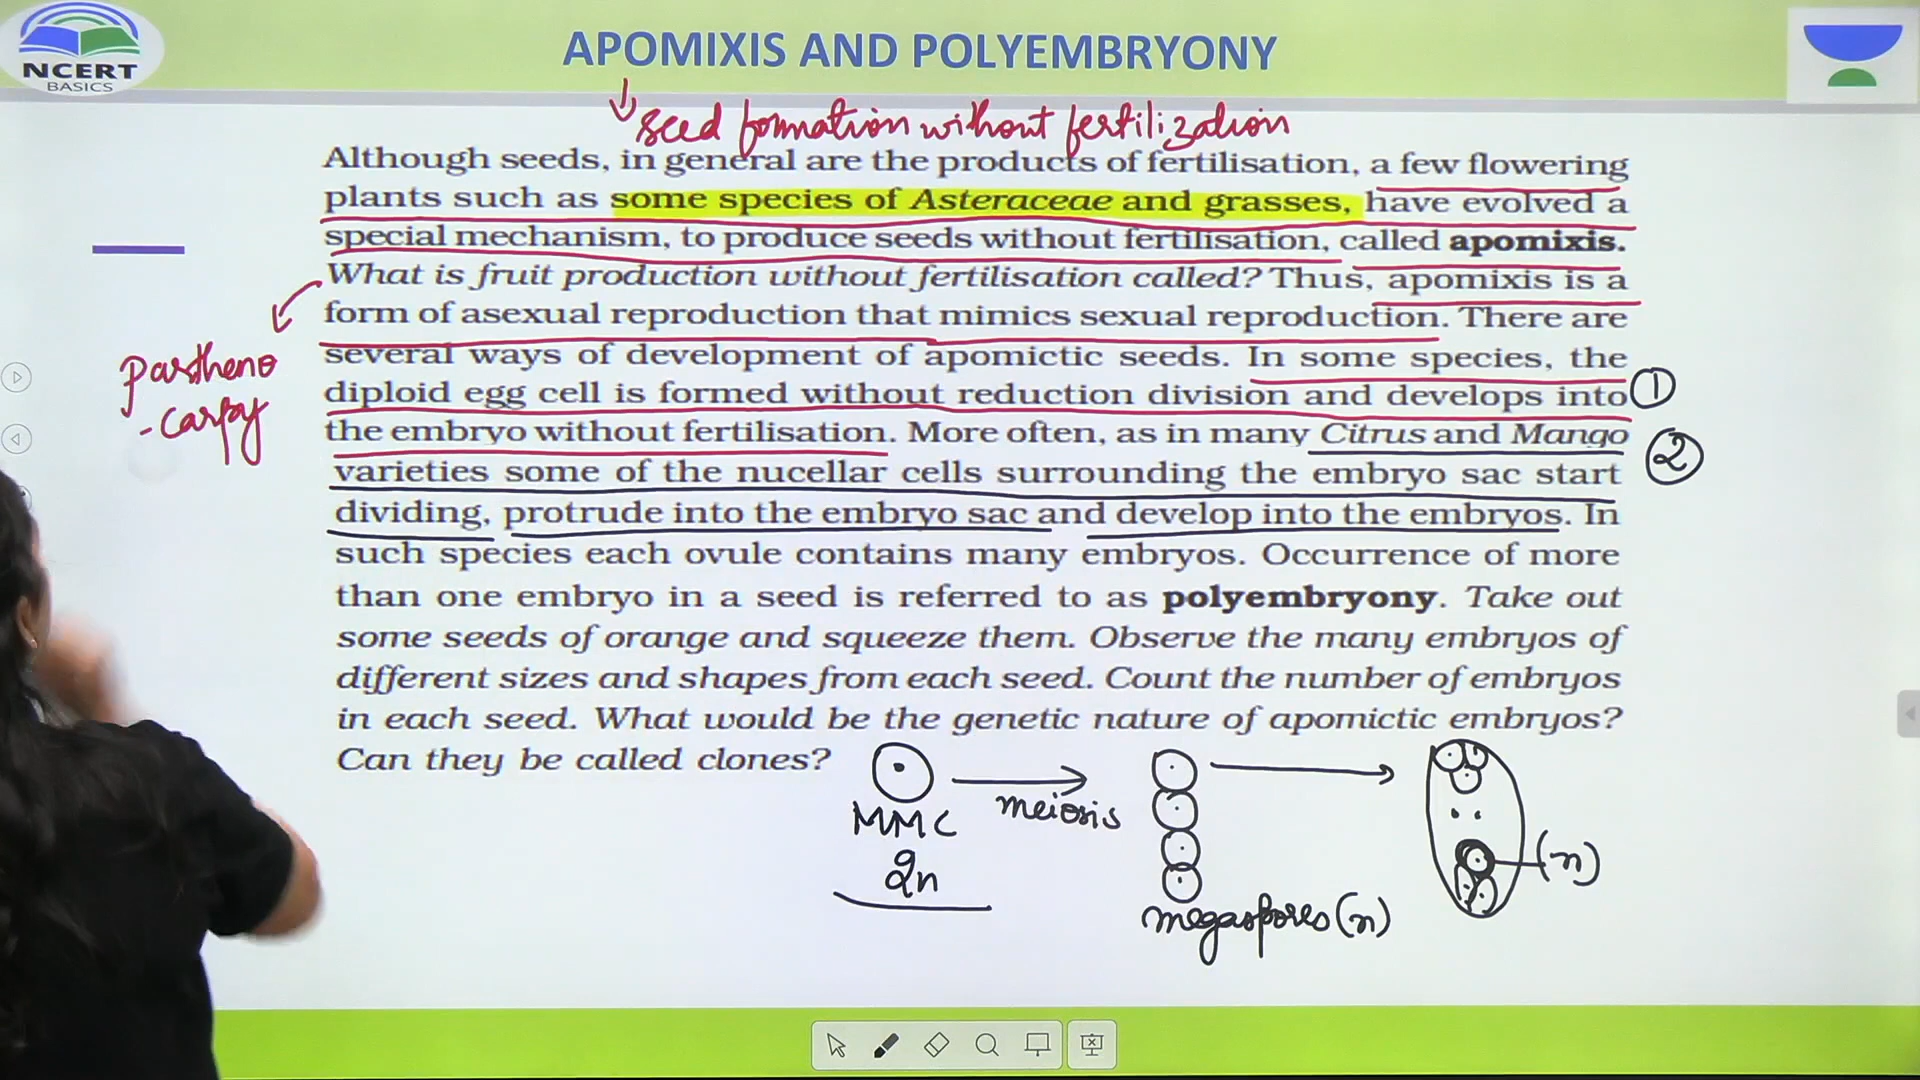 NCERT
BASICS
APOMIXIS AND POLYEMBRYONY
seed formation without fertilization
Although seeds, in general are the products of fertilisation, a few flowering
plants such as some species of Asteraceae and grasses, have evolved a
special mechanism, to produce seeds without fertilisation, called apomixis.
What is fruit production without fertilisation called? Thus, apomixis is a
form of asexual reproduction that mimics sexual reproduction. There are
several ways of development of apomictic seeds. In some species, the
diploid egg cell is formed without reduction division and develops into ①
the embryo without fertilisation. More often, as in many Citrus and Mango ②
varieties some of the nucellar cells surrounding the embryo sac start
dividing, protrude into the embryo sac and develop into the embryos. In
such species each ovule contains many embryos. Occurrence of more
than one embryo in a seed is referred to as polyembryony. Take out
some seeds of orange and squeeze them. Observe the many embryos of
different sizes and shapes from each seed. Count the number of embryos
in each seed. What would be the genetic nature of apomictic embryos?
Can they be called clones?
Partheno
-carpy
MMC
2n
meiosis
megaspores (n)
(n)